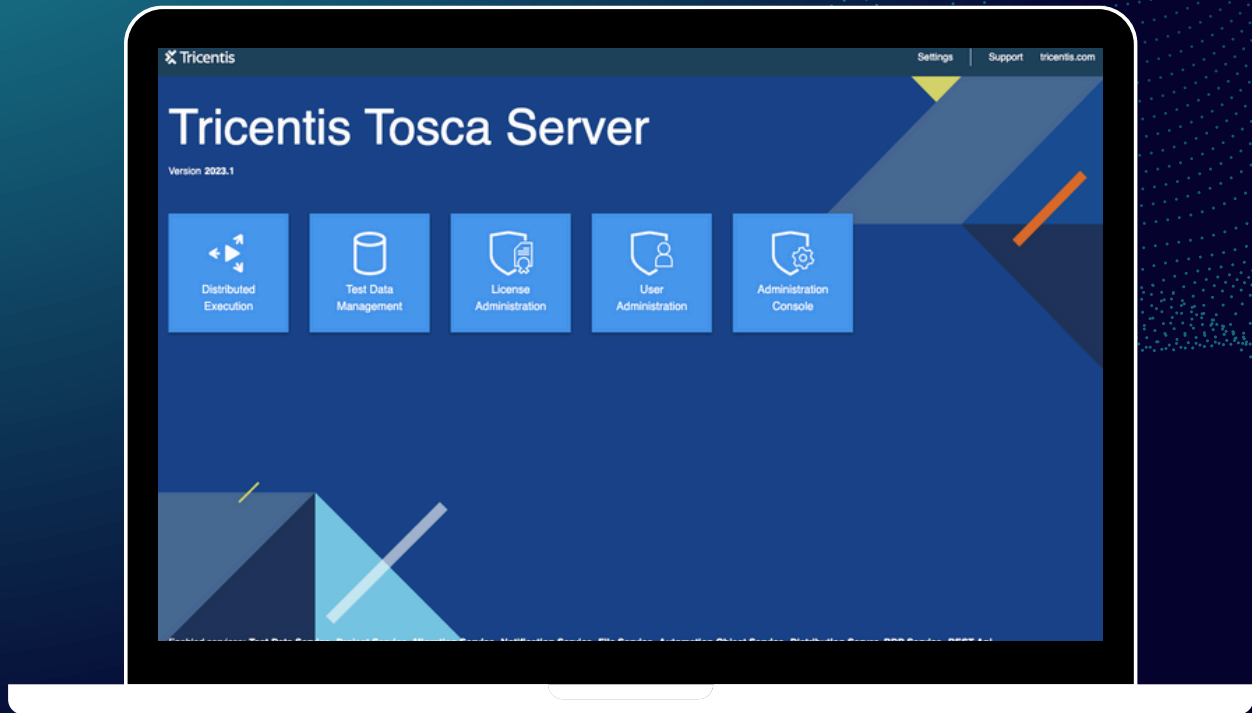 Tricentis
Settings
Support
tricentis.com
Tricentis Tosca Server
Version 2023.1
Distributed
Execution
Test Data
Management
License
Administration
User
Administration
Administration
Console